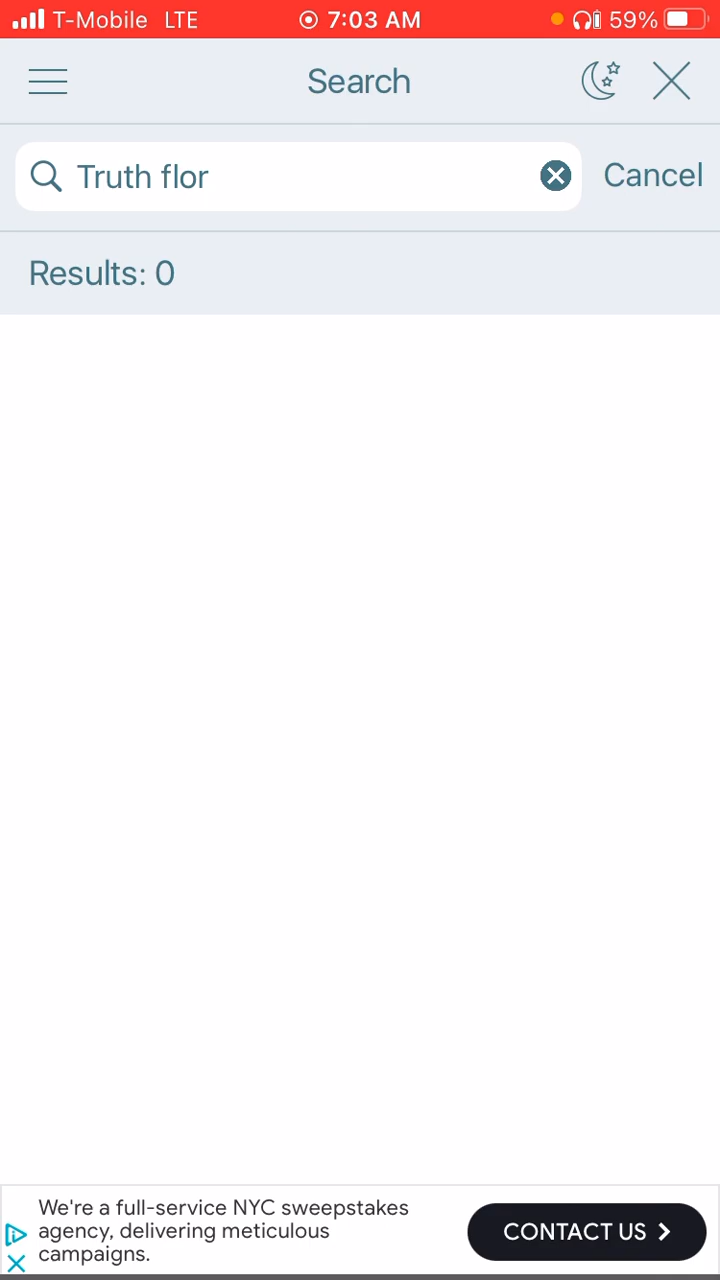 T-Mobile LTE 7:03 AM 59%
Search
Truth flor Cancel
Results: 0
We're a full-service NYC sweepstakes
agency, delivering meticulous
campaigns.
CONTACT US